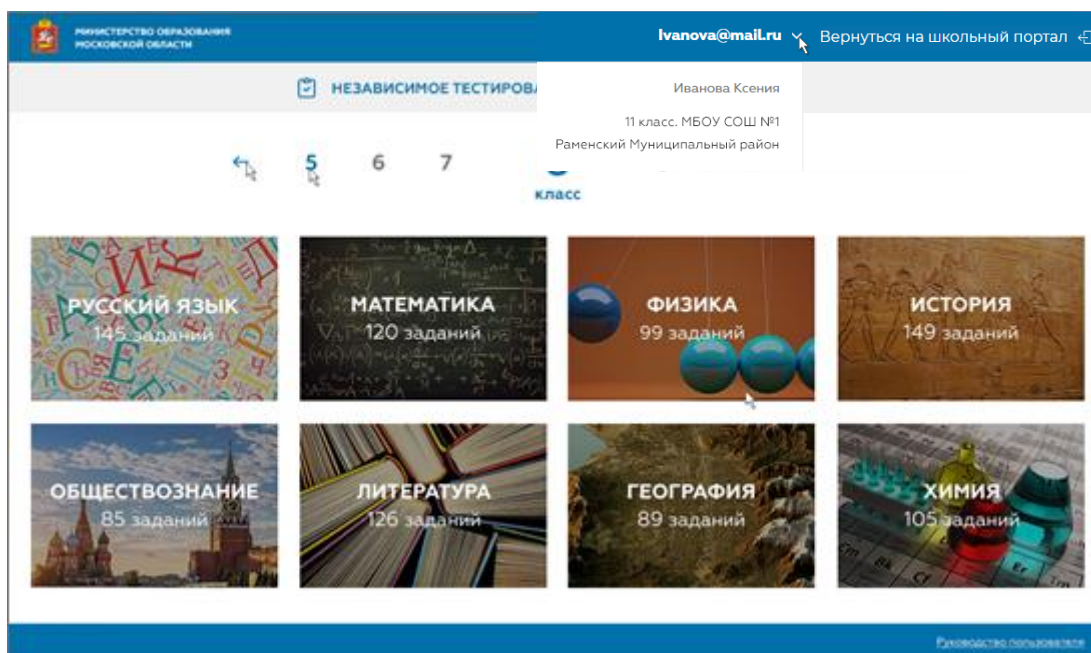 МИНИСТЕРСТВО ОБРАЗОВАНИЯ
МОСКОВСКОЙ ОБЛАСТИ
Ivanova@mail.ru
Вернуться на школьный портал
НЕЗАВИСИМОЕ ТЕСТИРОВА
Иванова Ксения
11 класс. МБОУ СОШ №1
Раменский Муниципальный район
5 6 7
класс
РУССКИЙ ЯЗЫК
145 заданий
МАТЕМАТИКА
120 заданий
ФИЗИКА
99 заданий
ИСТОРИЯ
149 заданий
ОБЩЕСТВОЗНАНИЕ
85 заданий
ЛИТЕРАТУРА
126 заданий
ГЕОГРАФИЯ
89 заданий
ХИМИЯ
105 заданий
Руководство пользователя